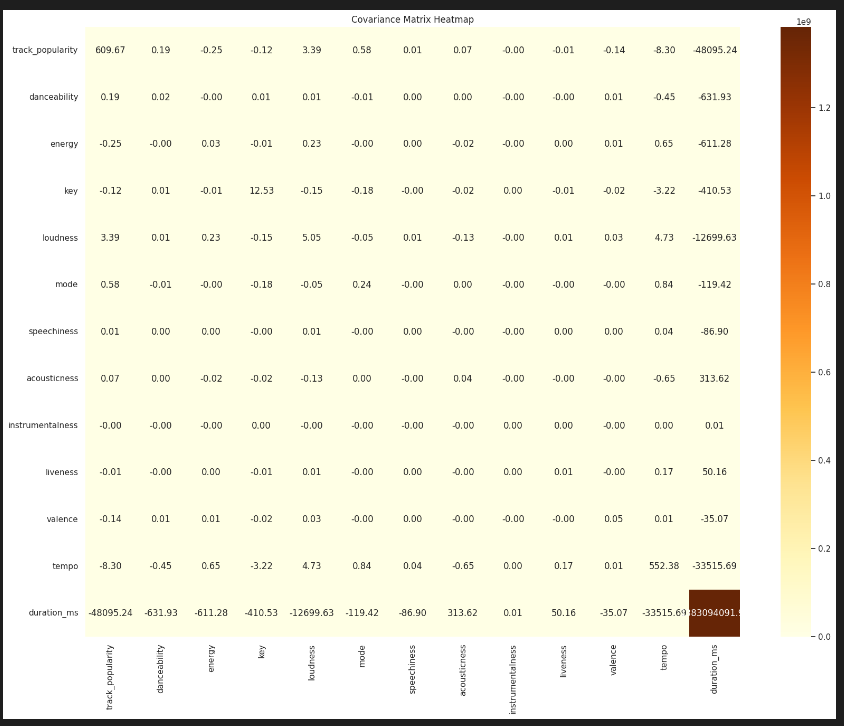 Covariance Matrix Heatmap
1e9
track_popularity 609.67 0.19 -0.25 -0.12 3.39 0.58 0.01 0.07 -0.00 -0.01 -0.14 -8.30 -48095.24
danceability 0.19 0.02 -0.00 0.01 0.01 -0.01 0.00 0.00 -0.00 -0.00 0.01 -0.45 -631.93
1.2
energy -0.25 -0.00 0.03 -0.01 0.23 -0.00 0.00 -0.02 -0.00 0.00 0.01 0.65 -611.28
key -0.12 0.01 -0.01 12.53 -0.15 -0.18 -0.00 -0.02 0.00 -0.01 -0.02 -3.22 -410.53
1.0
loudness 3.39 0.01 0.23 -0.15 5.05 -0.05 0.01 -0.13 -0.00 0.01 0.03 4.73 -12699.63
mode 0.58 -0.01 -0.00 -0.18 -0.05 0.24 -0.00 0.00 -0.00 -0.00 -0.00 0.84 -119.42
0.8
speechiness 0.01 0.00 0.00 -0.00 0.01 -0.00 0.00 -0.00 -0.00 0.00 0.00 0.04 -86.90
0.6
acousticness 0.07 0.00 -0.02 -0.02 -0.13 0.00 -0.00 0.04 -0.00 -0.00 -0.00 -0.65 313.62
instrumentalness -0.00 -0.00 -0.00 0.00 -0.00 -0.00 -0.00 -0.00 0.00 0.00 -0.00 0.00 0.01
0.4
liveness -0.01 -0.00 0.00 -0.01 0.01 -0.00 0.00 -0.00 0.00 0.01 -0.00 0.17 50.16
valence -0.14 0.01 0.01 -0.02 0.03 -0.00 0.00 -0.00 -0.00 -0.00 0.05 0.01 -35.07
0.2
tempo -8.30 -0.45 0.65 -3.22 4.73 0.84 0.04 -0.65 0.00 0.17 0.01 552.38 -33515.69
duration_ms -48095.24 -631.93 -611.28 -410.53 -12699.63 -119.42 -86.90 313.62 0.01 50.16 -35.07 -33515.69
0.0
track_popularity danceability energy key loudness mode speechiness acousticness instrumentalness liveness valence tempo duration_ms